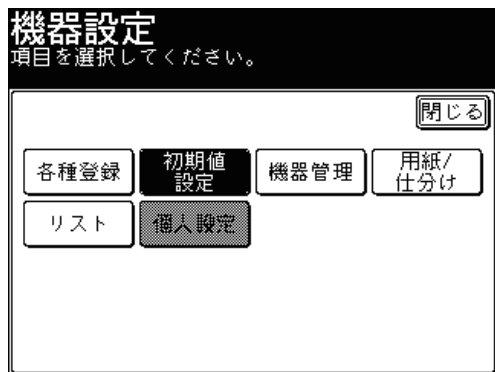 機器設定
項目を選択してください。
閉じる
各種登録
初期値
設定
機器管理
用紙/
仕分け
リスト
個人設定